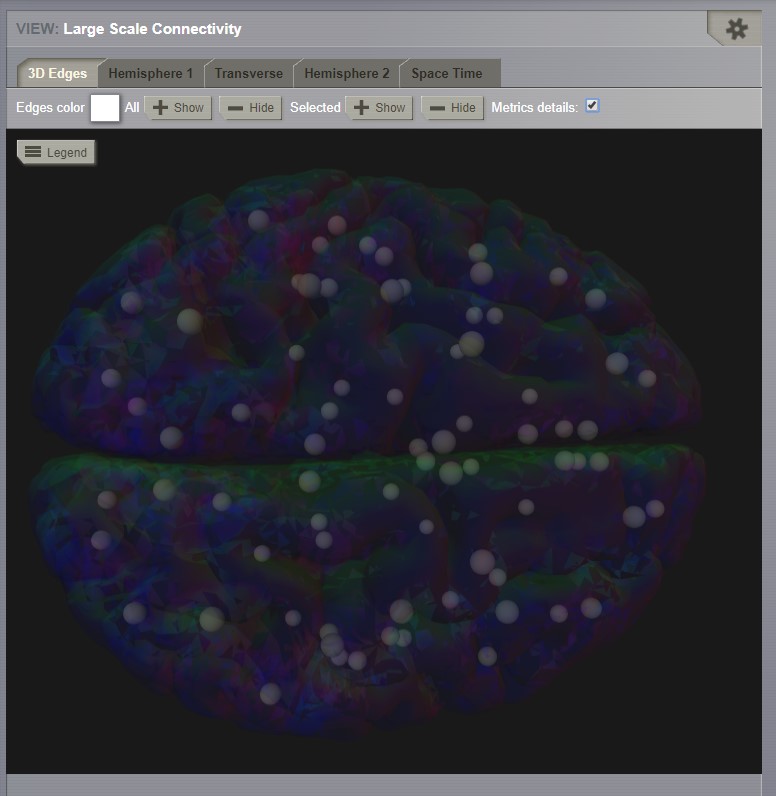 VIEW: Large Scale Connectivity
3D Edges Hemisphere 1 Transverse Hemisphere 2 Space Time
Edges color All Show Hide Selected Show Hide Metrics details:
Legend